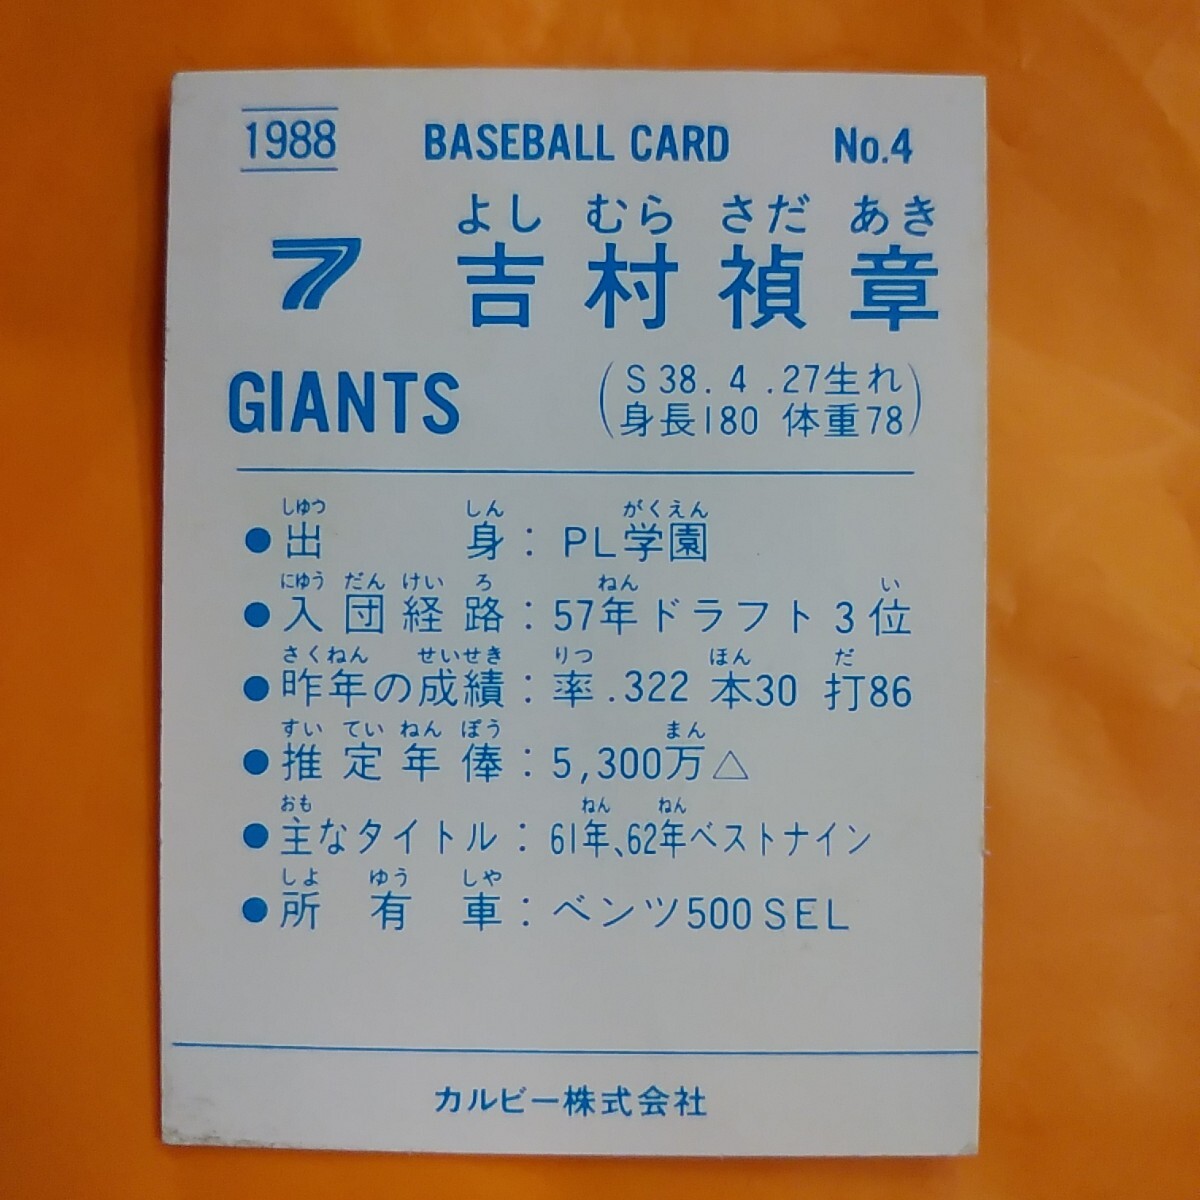 1988 BASEBALL CARD No.4
よし むら さだ あき
7 吉村禎章
GIANTS
(S38.4.27生れ
身長180 体重78)
しゆつ しん がくえん
●出身：PL学園
にゆう だん けい ろ ねん い
●入団経路：57年ドラフト3位
さくねん せいせき りつ ほん だ
●昨年の成績：率.322 本30 打86
すい てい ねん ぽう まん
●推定年俸：5,300万△
おも ねん ねん
●主なタイトル：61年、62年ベストナイン
しよ ゆう しや
●所有車：ベンツ500SEL
カルビー株式会社